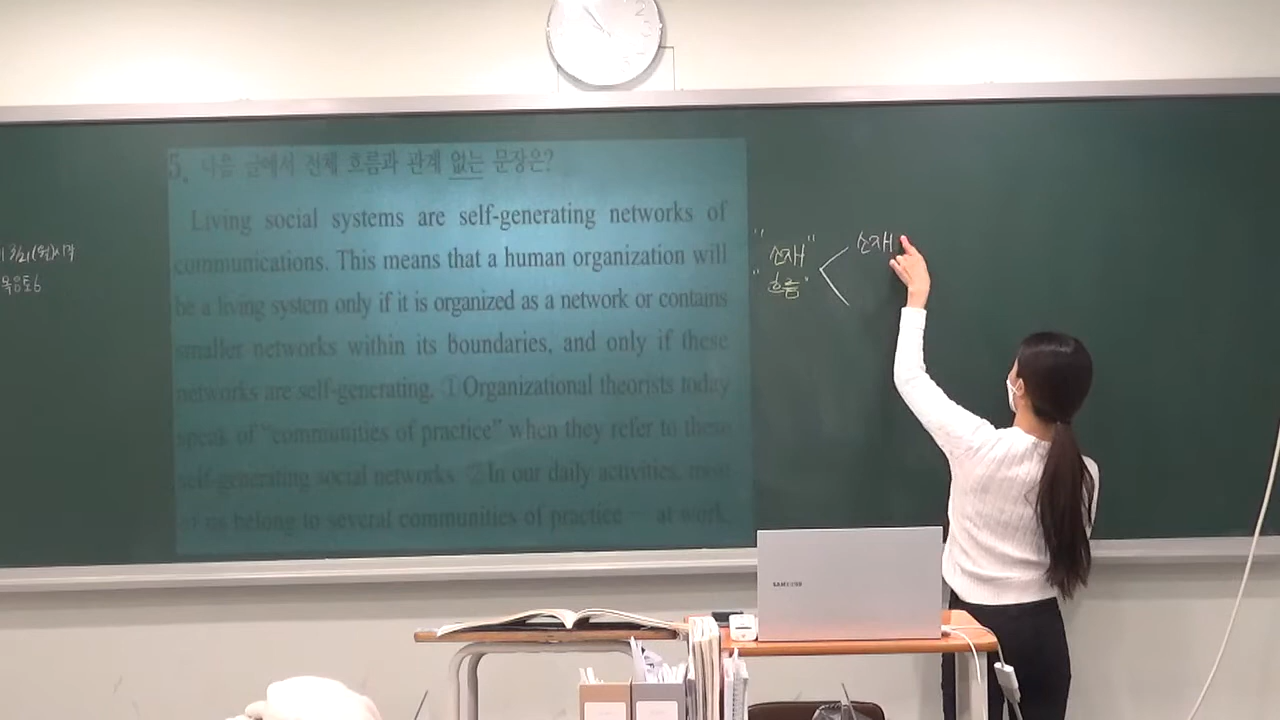 5. 다음 글에서 전체 흐름과 관계 없는 문장은?
Living social systems are self-generating networks of
communications. This means that a human organization will
be a living system only if it is organized as a network or contains
smaller networks within its boundaries, and only if these
networks are self-generating. ①Organizational theorists today
speak of "communities of practice" when they refer to these
self-generating social networks. ②In our daily activities, most
of us belong to several communities of practice — at work,
"소재"
"흐름"
소재
(월)시작
SAMSUNG